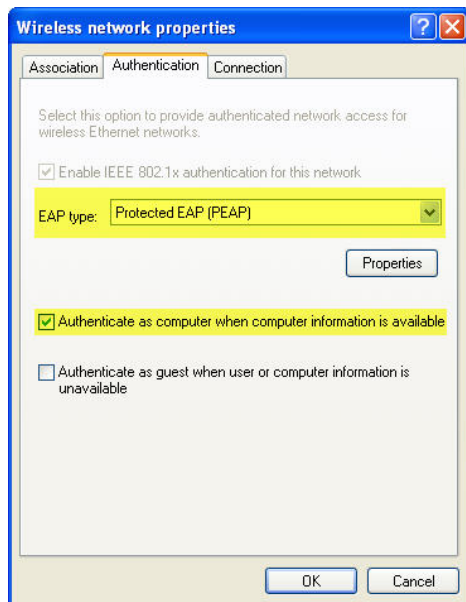 Wireless network properties
Association Authentication Connection
Select this option to provide authenticated network access for
wireless Ethernet networks.
Enable IEEE 802.1x authentication for this network
EAP type: Protected EAP (PEAP)
Properties
Authenticate as computer when computer information is available
Authenticate as guest when user or computer information is
unavailable
OK Cancel